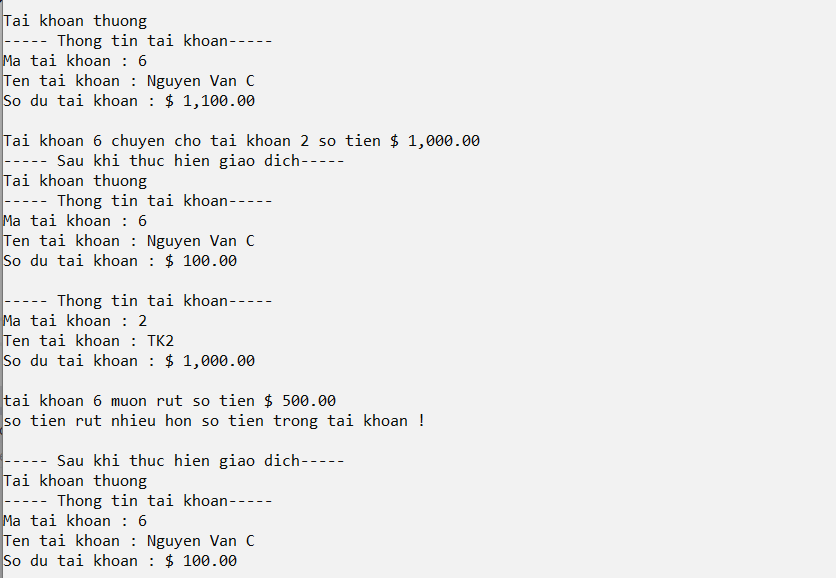 Tai khoan thuong
----- Thong tin tai khoan-----
Ma tai khoan : 6
Ten tai khoan : Nguyen Van C
So du tai khoan : $ 1,100.00
Tai khoan 6 chuyen cho tai khoan 2 so tien $ 1,000.00
----- Sau khi thuc hien giao dich-----
Tai khoan thuong
----- Thong tin tai khoan-----
Ma tai khoan : 6
Ten tai khoan : Nguyen Van C
So du tai khoan : $ 100.00
----- Thong tin tai khoan-----
Ma tai khoan : 2
Ten tai khoan : TK2
So du tai khoan : $ 1,000.00
tai khoan 6 muon rut so tien $ 500.00
so tien rut nhieu hon so tien trong tai khoan !
----- Sau khi thuc hien giao dich-----
Tai khoan thuong
----- Thong tin tai khoan-----
Ma tai khoan : 6
Ten tai khoan : Nguyen Van C
So du tai khoan : $ 100.00